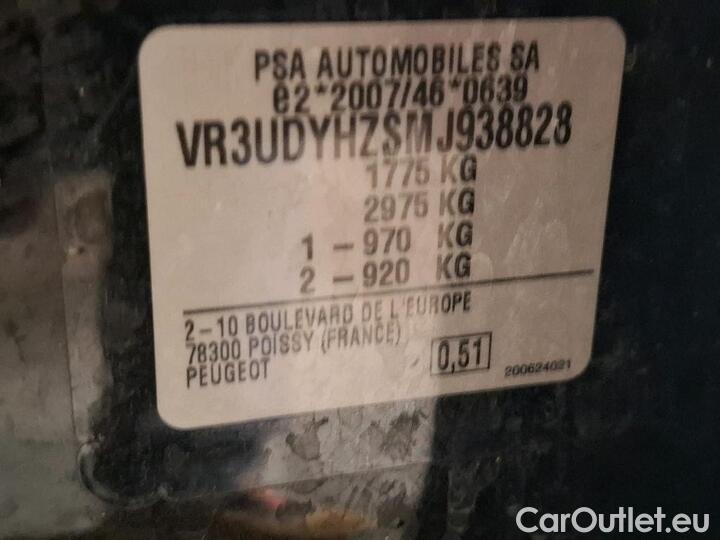 PSA AUTOMOBILES SA
e2*2007/46*0639
VR3UDYHZSMJ938828
1775 KG
2975 KG
1 - 970 KG
2 - 920 KG
2-10 BOULEVARD DE L'EUROPE
78300 POISSY (FRANCE)
PEUGEOT
0,51
200624021
CarOutlet.eu